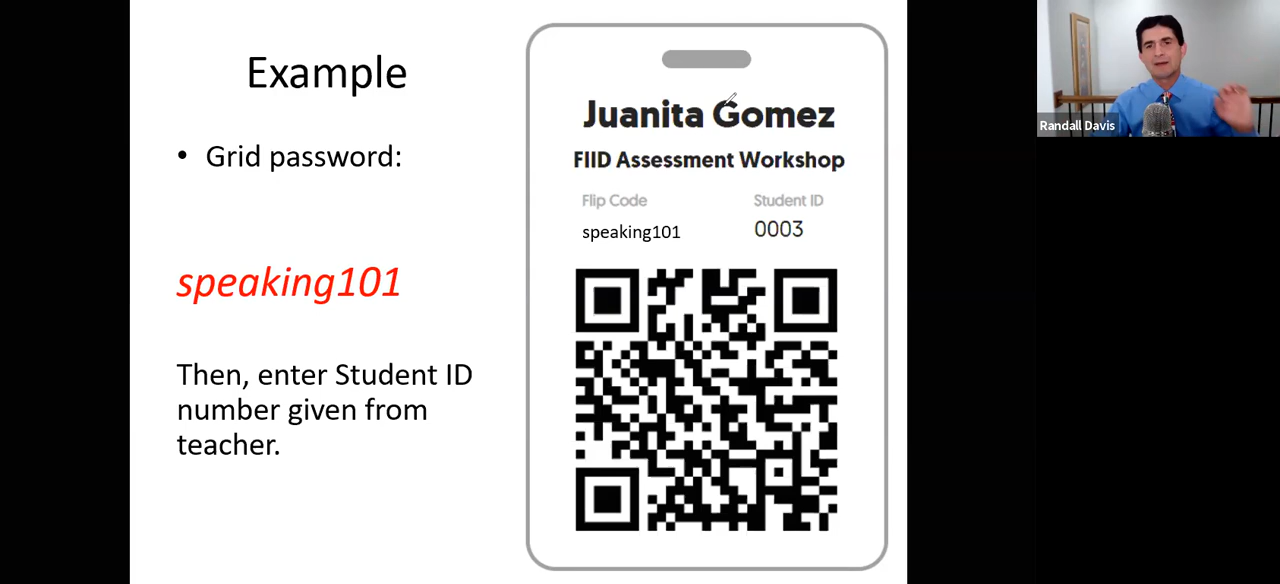 Example
• Grid password:
speaking101
Then, enter Student ID
number given from
teacher.
Juanita Gomez
FIID Assessment Workshop
Flip Code
Student ID
speaking101
0003
Randall Davis